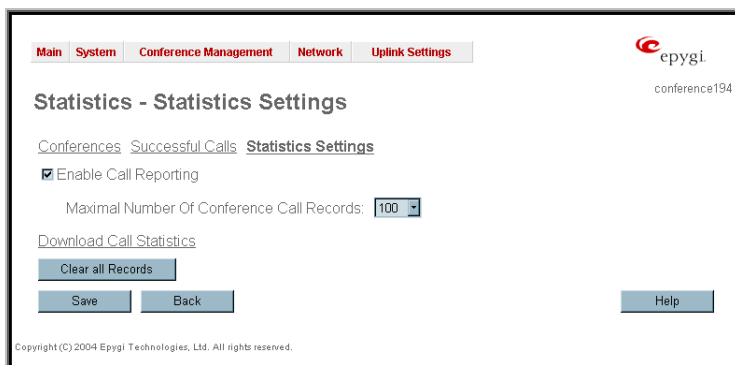 Main System Conference Management Network Uplink Settings
epygi
conference194
Statistics - Statistics Settings
Conferences Successful Calls Statistics Settings
Enable Call Reporting
Maximal Number Of Conference Call Records: 100
Download Call Statistics
Clear all Records
Save Back Help
Copyright (C) 2004 Epygi Technologies, Ltd. All rights reserved.